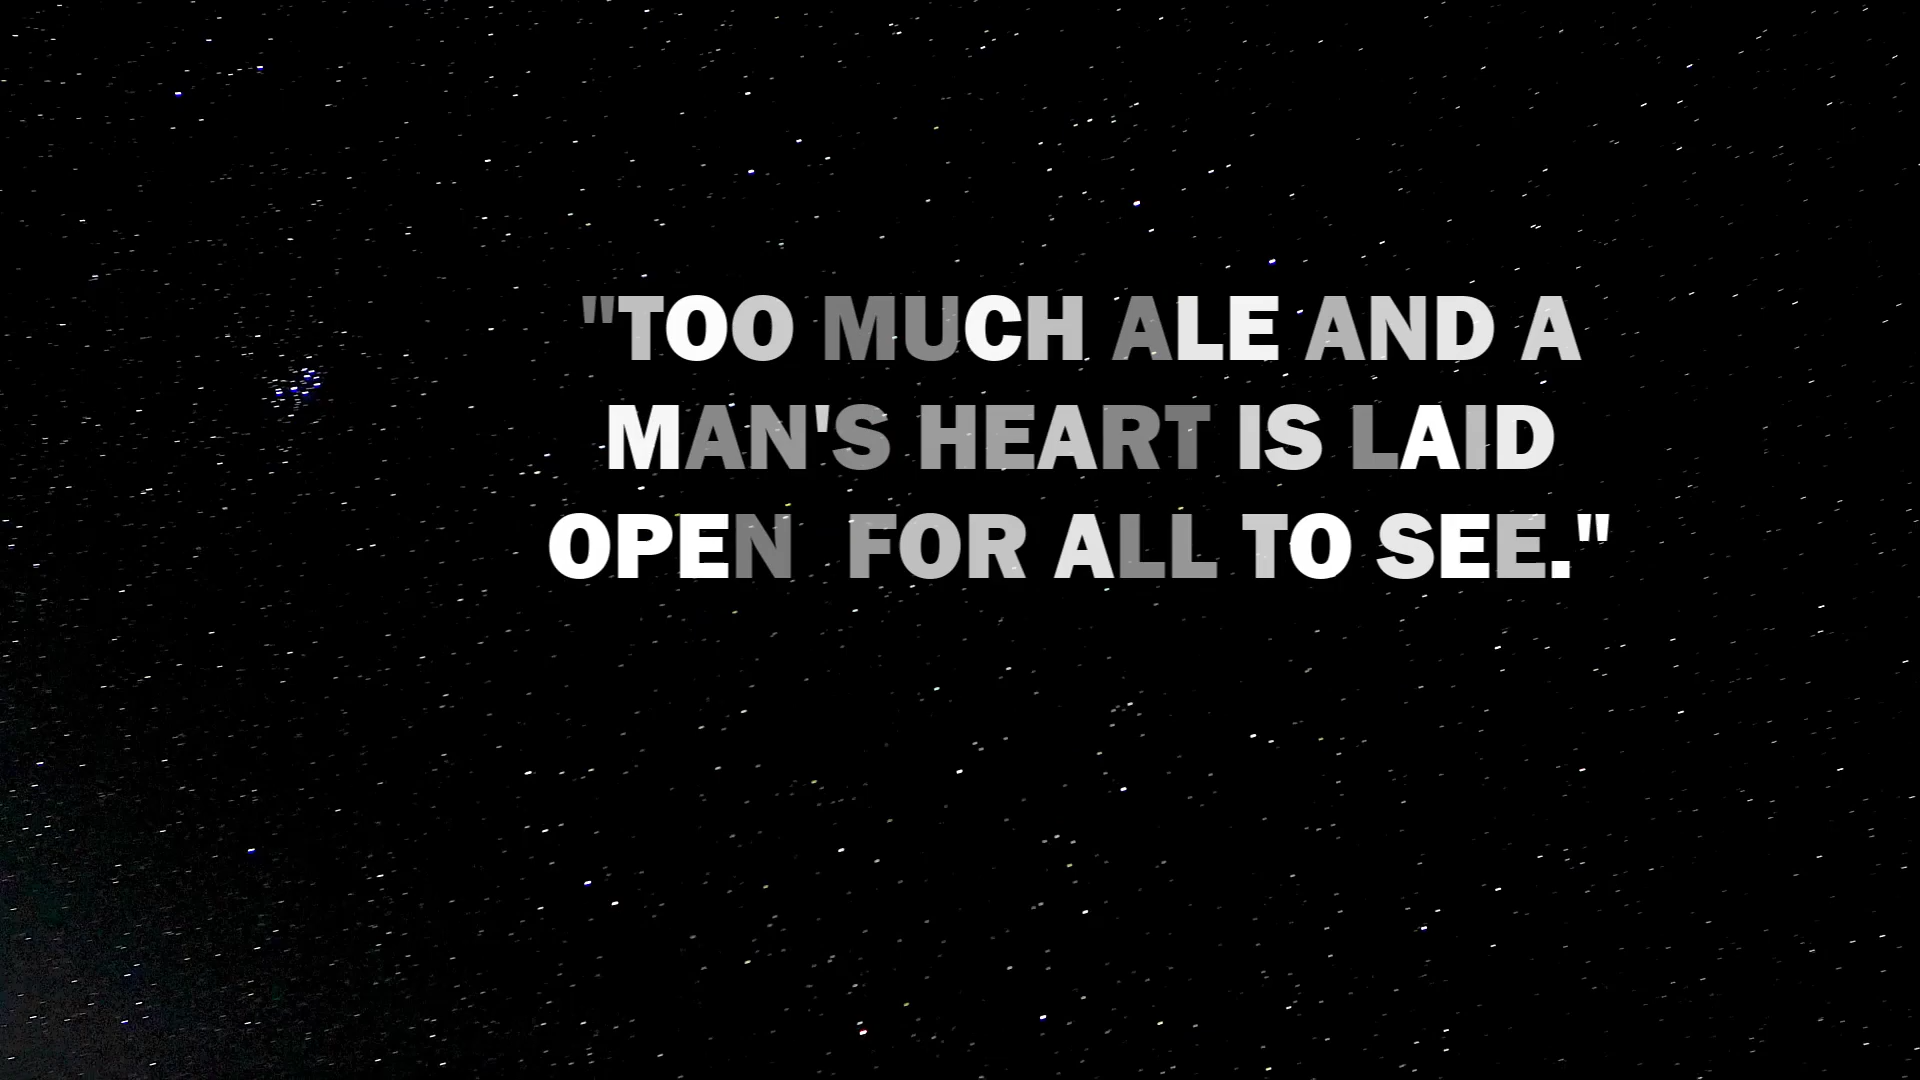 "TOO MUCH ALE AND A
MAN'S HEART IS LAID
OPEN  FOR ALL TO SEE."